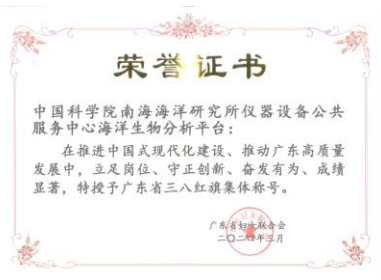 荣誉证书
中国科学院南海海洋研究所仪器设备公共
服务中心海洋生物分析平台：
在推进中国式现代化建设、推动广东高质量
发展中，立足岗位、守正创新、奋发有为、成绩
显著，特授予广东省三八红旗集体称号。
广东省妇女联合会
二〇二四年三月